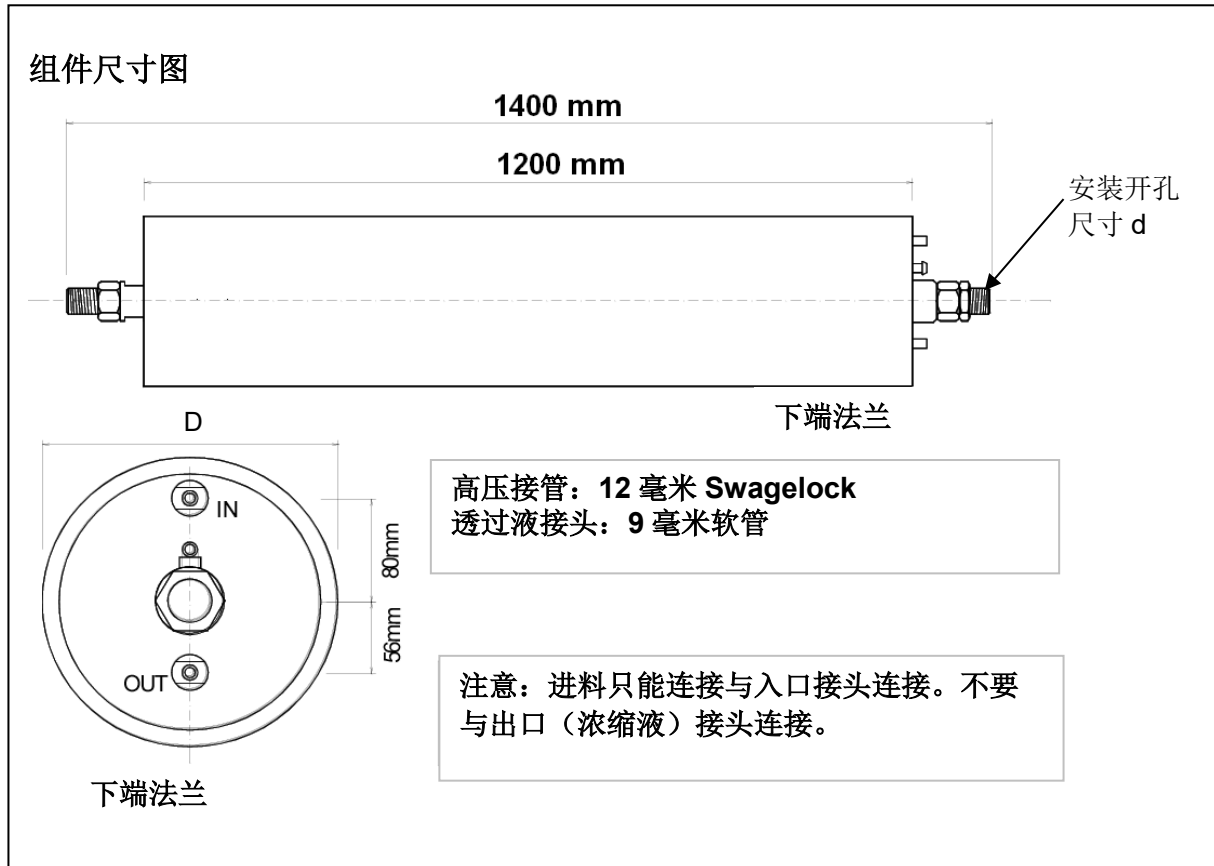 组件尺寸图
1400 mm
1200 mm
安装开孔
尺寸 d
下端法兰
D
IN
80mm
56mm
OUT
下端法兰
高压接管：12 毫米 Swagelock
透过液接头：9 毫米软管
注意：进料只能连接与入口接头连接。不要
与出口（浓缩液）接头连接。